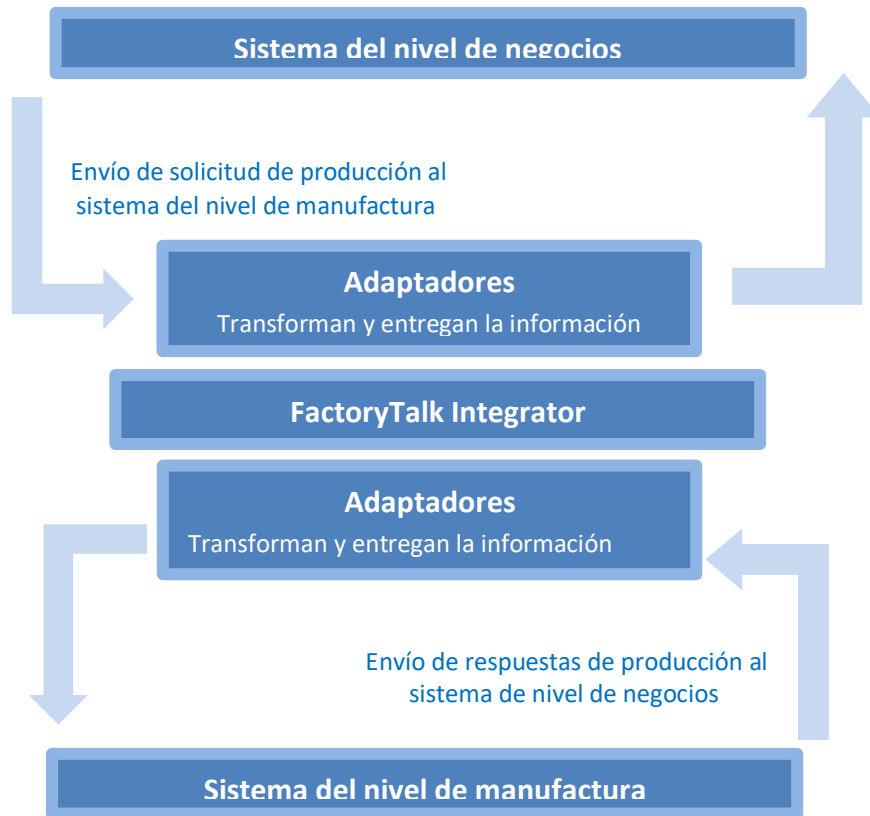 Sistema del nivel de negocios
Envío de solicitud de producción al
sistema del nivel de manufactura
Adaptadores
Transforman y entregan la información
FactoryTalk Integrator
Adaptadores
Transforman y entregan la información
Envío de respuestas de producción al
sistema de nivel de negocios
Sistema del nivel de manufactura